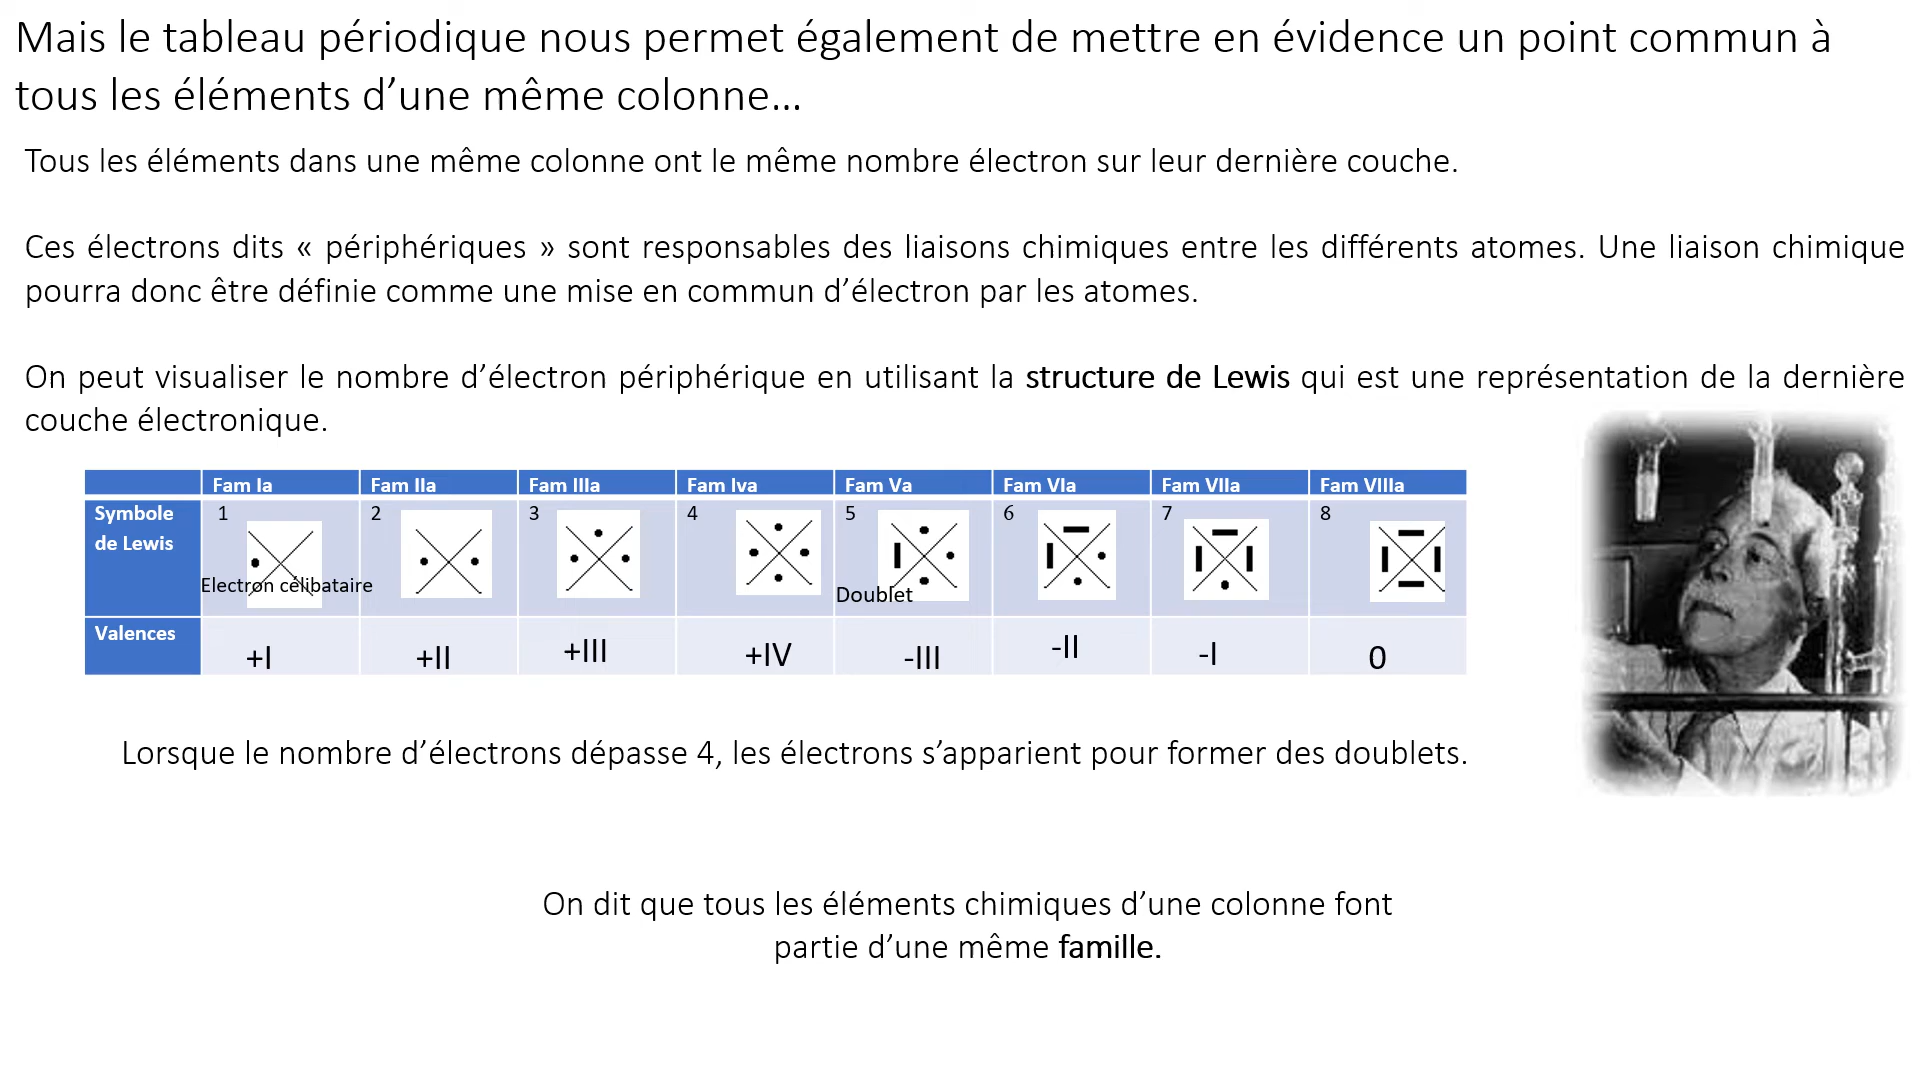 Mais le tableau périodique nous permet également de mettre en évidence un point commun à
tous les éléments d’une même colonne…
Tous les éléments dans une même colonne ont le même nombre électron sur leur dernière couche.
Ces électrons dits « périphériques » sont responsables des liaisons chimiques entre les différents atomes. Une liaison chimique
pourra donc être définie comme une mise en commun d’électron par les atomes.
On peut visualiser le nombre d’électron périphérique en utilisant la structure de Lewis qui est une représentation de la dernière
couche électronique.
Fam Ia Fam IIa Fam IIIa Fam Iva Fam Va Fam VIa Fam VIIa Fam VIIIa
Symbole 1 2 3 4 5 6 7 8
de Lewis
Electron célibataire Doublet
Valences +I +II +III +IV -III -II -I 0
Lorsque le nombre d’électrons dépasse 4, les électrons s’apparient pour former des doublets.
On dit que tous les éléments chimiques d’une colonne font
partie d’une même famille.